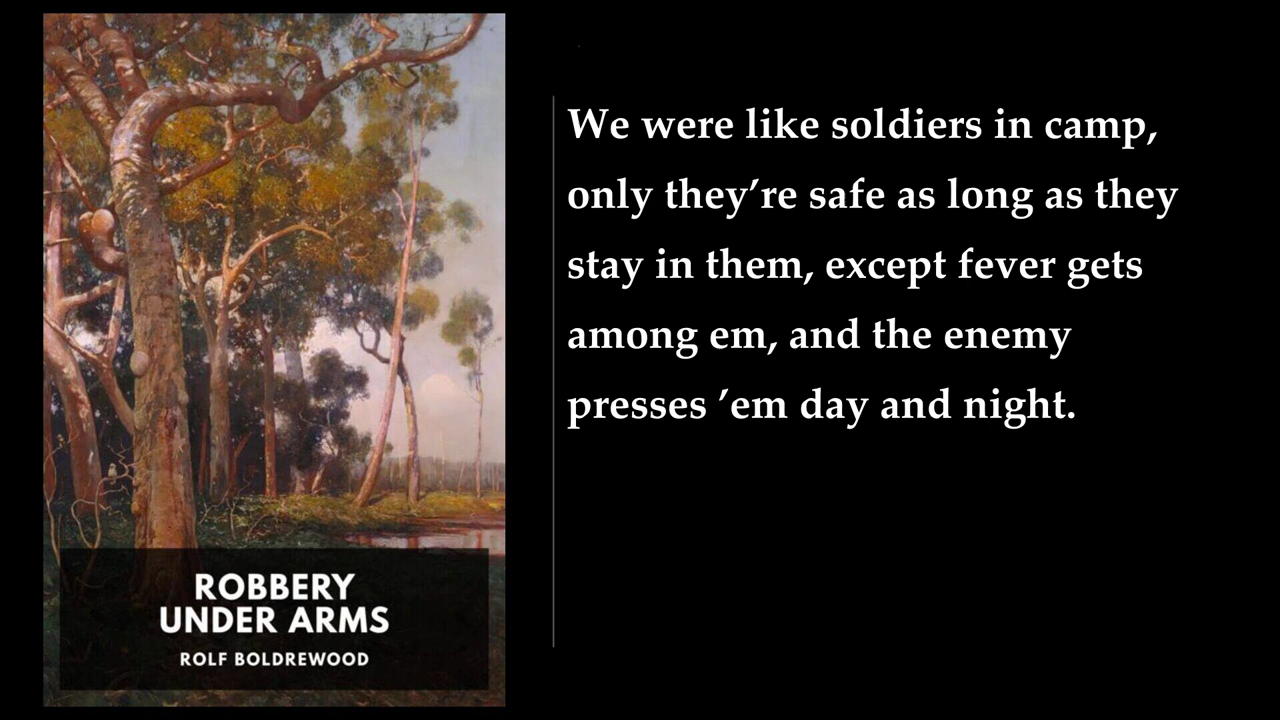 We were like soldiers in camp,
only they’re safe as long as they
stay in them, except fever gets
among em, and the enemy
presses ’em day and night.
ROBBERY
UNDER ARMS
ROLF BOLDREWOOD